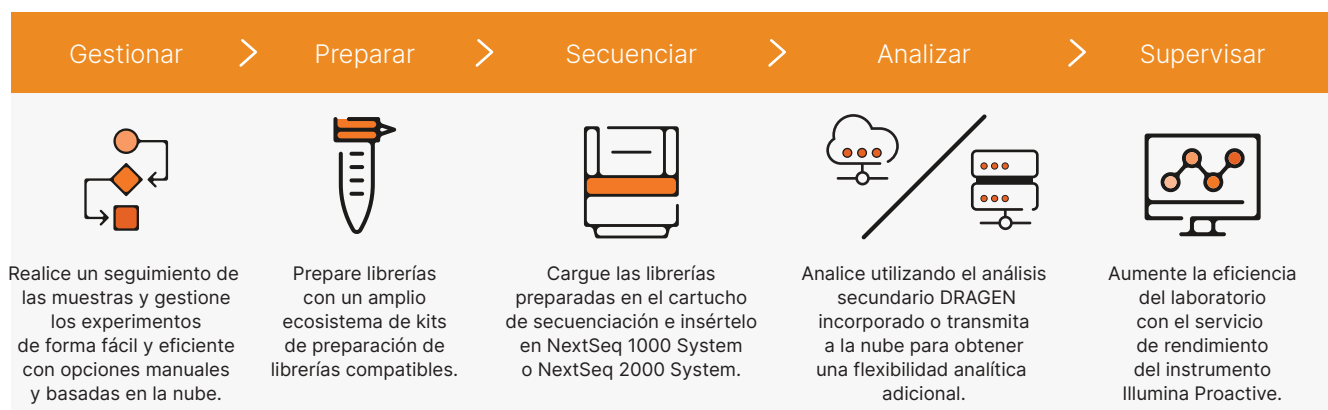 Gestionar
Preparar
Secuenciar
Analizar
Supervisar
Realice un seguimiento de
las muestras y gestione
los experimentos
de forma fácil y eficiente
con opciones manuales
y basadas en la nube.
Prepare librerías
con un amplio
ecosistema de kits
de preparación de
librerías compatibles.
Cargue las librerías
preparadas en el cartucho
de secuenciación e insértelo
en NextSeq 1000 System
o NextSeq 2000 System.
Analice utilizando el análisis
secundario DRAGEN
incorporado o transmita
a la nube para obtener
una flexibilidad analítica
adicional.
Aumente la eficiencia
del laboratorio
con el servicio
de rendimiento
del instrumento
Illumina Proactive.